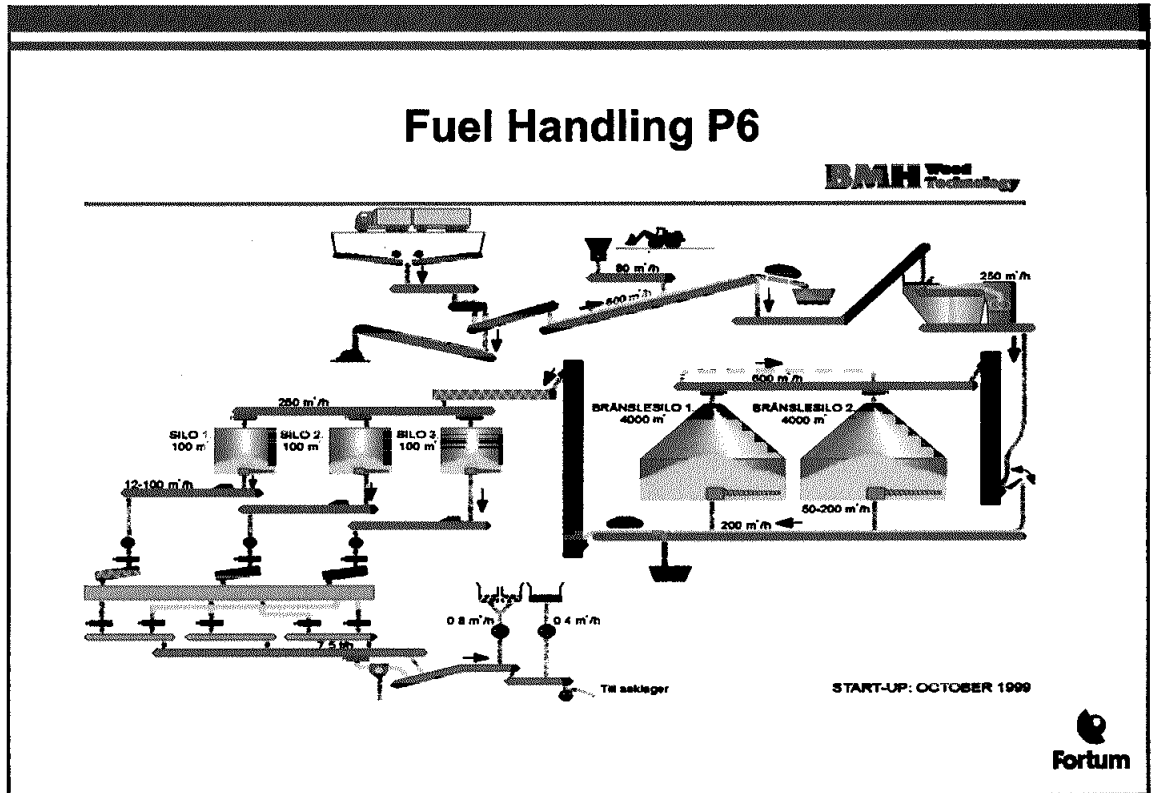 Fuel Handling P6
BMH Wood Technology
80 m³/h
600 m³/h
250 m³/h
600 m³/h
250 m³/h
BRÄNSLESILO 1.
4000 m³
BRÄNSLESILO 2.
4000 m³
SILO 1.
100 m³
SILO 2.
100 m³
SILO 3.
100 m³
12-100 m³/h
50-200 m³/h
200 m³/h
0.8 m³/h
0.4 m³/h
7.5 t/h
Till asklager
START-UP: OCTOBER 1999
Fortum